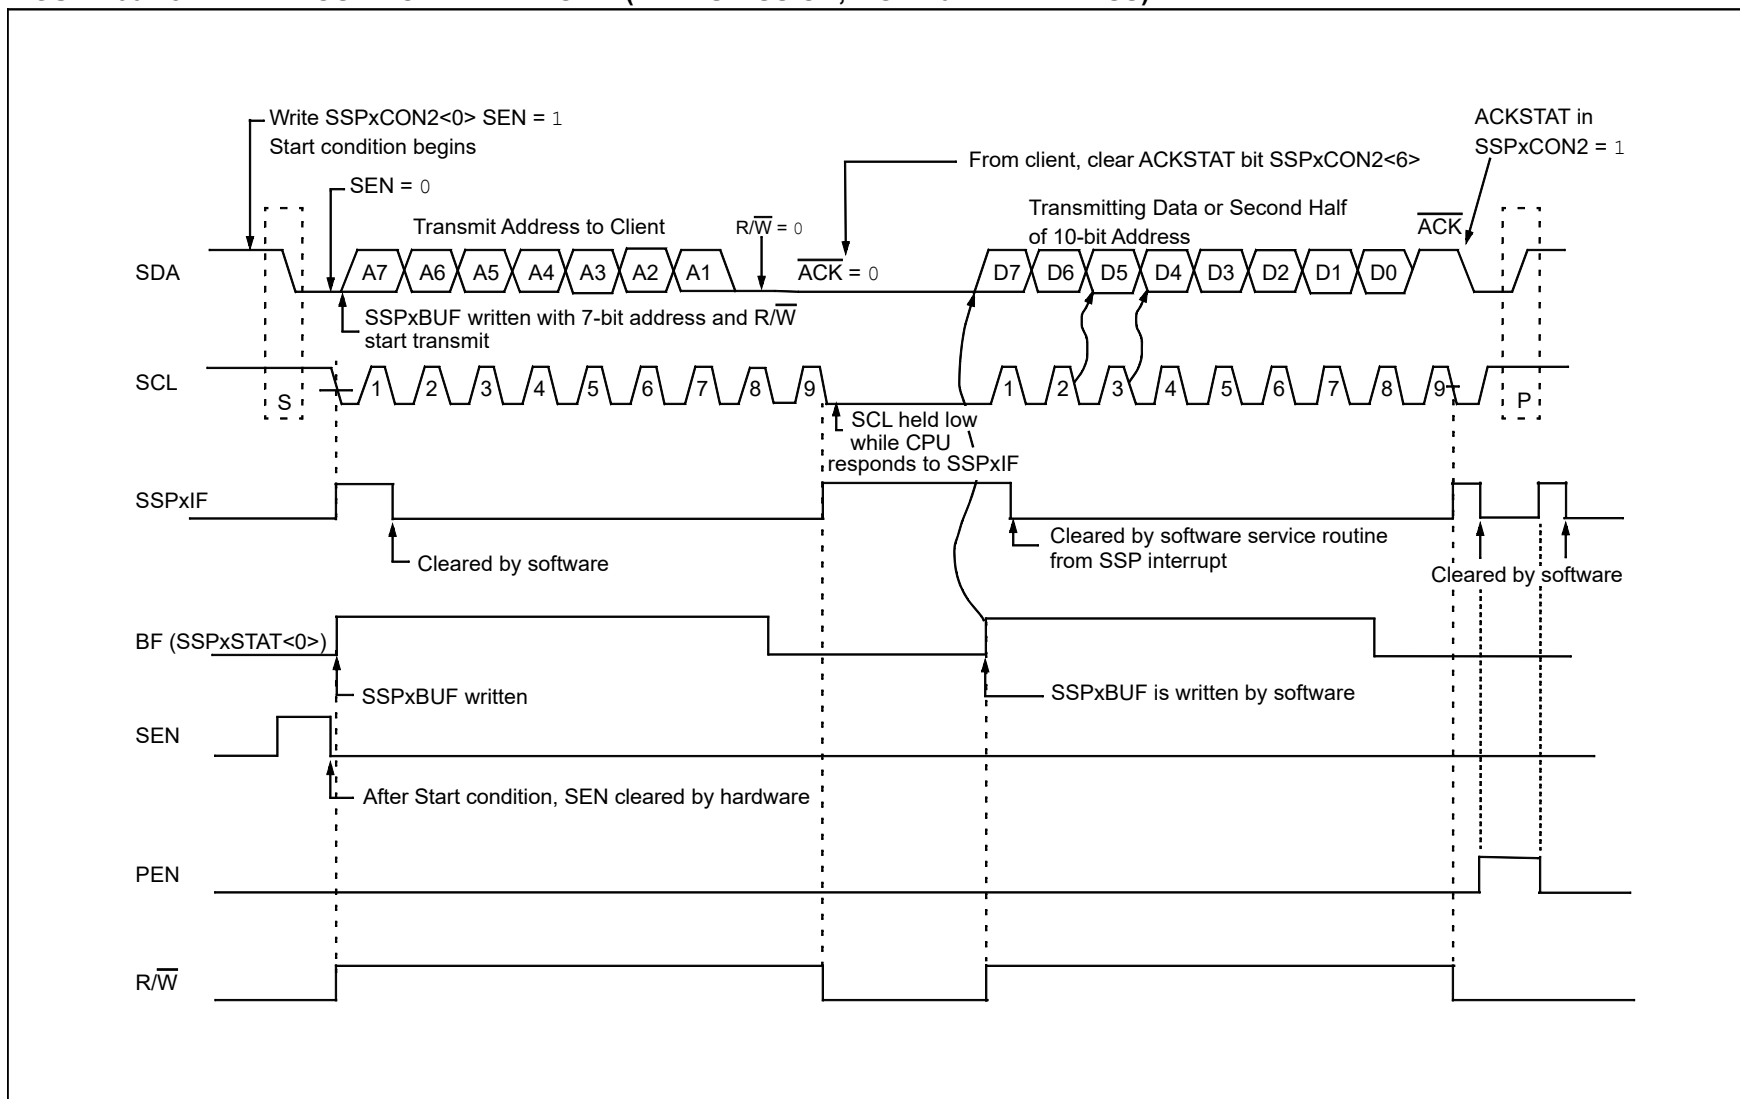 Write SSPxCON2<0> SEN = 1
Start condition begins
ACKSTAT in
SSPxCON2 = 1
From client, clear ACKSTAT bit SSPxCON2<6>
SEN = 0
Transmit Address to Client
R/W = 0
Transmitting Data or Second Half
of 10-bit Address
ACK
SDA
A7 A6 A5 A4 A3 A2 A1
ACK = 0
D7 D6 D5 D4 D3 D2 D1 D0
SSPxBUF written with 7-bit address and R/W
start transmit
SCL
S
1 2 3 4 5 6 7 8 9
1 2 3 4 5 6 7 8 9
P
SCL held low
while CPU
responds to SSPxIF
SSPxIF
Cleared by software
Cleared by software service routine
from SSP interrupt
Cleared by software
BF (SSPxSTAT<0>)
SSPxBUF written
SSPxBUF is written by software
SEN
After Start condition, SEN cleared by hardware
PEN
R/W